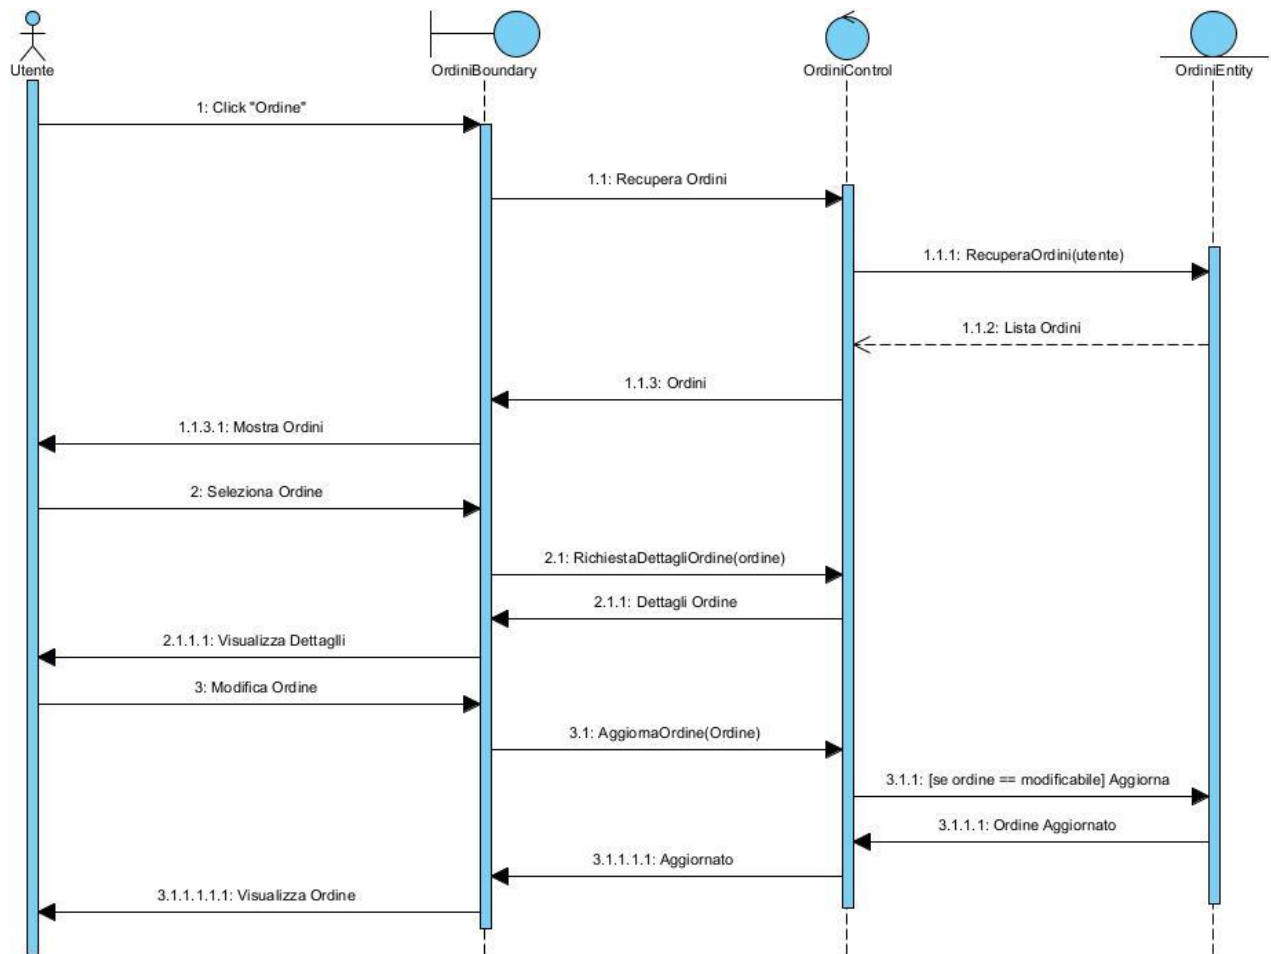 Utente
OrdiniBoundary
OrdiniControl
OrdiniEntity
1: Click "Ordine"
1.1: Recupera Ordini
1.1.1: RecuperaOrdini(utente)
1.1.2: Lista Ordini
1.1.3: Ordini
1.1.3.1: Mostra Ordini
2: Seleziona Ordine
2.1: RichiestaDettagliOrdine(ordine)
2.1.1: Dettagli Ordine
2.1.1.1: Visualizza Dettaglli
3: Modifica Ordine
3.1: AggiornaOrdine(Ordine)
3.1.1: [se ordine == modificabile] Aggiorna
3.1.1.1: Ordine Aggiornato
3.1.1.1.1: Aggiornato
3.1.1.1.1.1: Visualizza Ordine